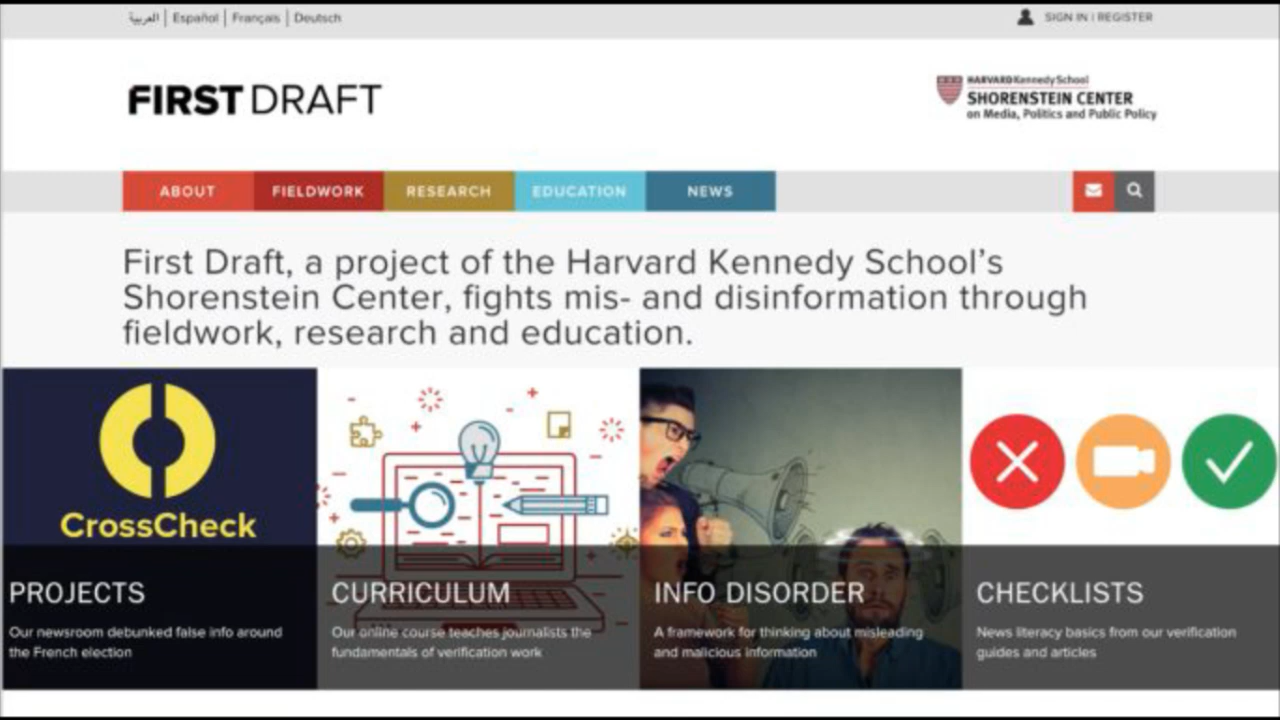 العربية | Español | Français | Deutsch
SIGN IN | REGISTER
FIRST DRAFT
HARVARD Kennedy School
SHORENSTEIN CENTER
on Media, Politics and Public Policy
ABOUT FIELDWORK RESEARCH EDUCATION NEWS
First Draft, a project of the Harvard Kennedy School's
Shorenstein Center, fights mis- and disinformation through
fieldwork, research and education.
CrossCheck
PROJECTS
Our newsroom debunked false info around
the French election
CURRICULUM
Our online course teaches journalists the
fundamentals of verification work
INFO DISORDER
A framework for thinking about misleading
and malicious information
CHECKLISTS
News literacy basics from our verification
guides and articles